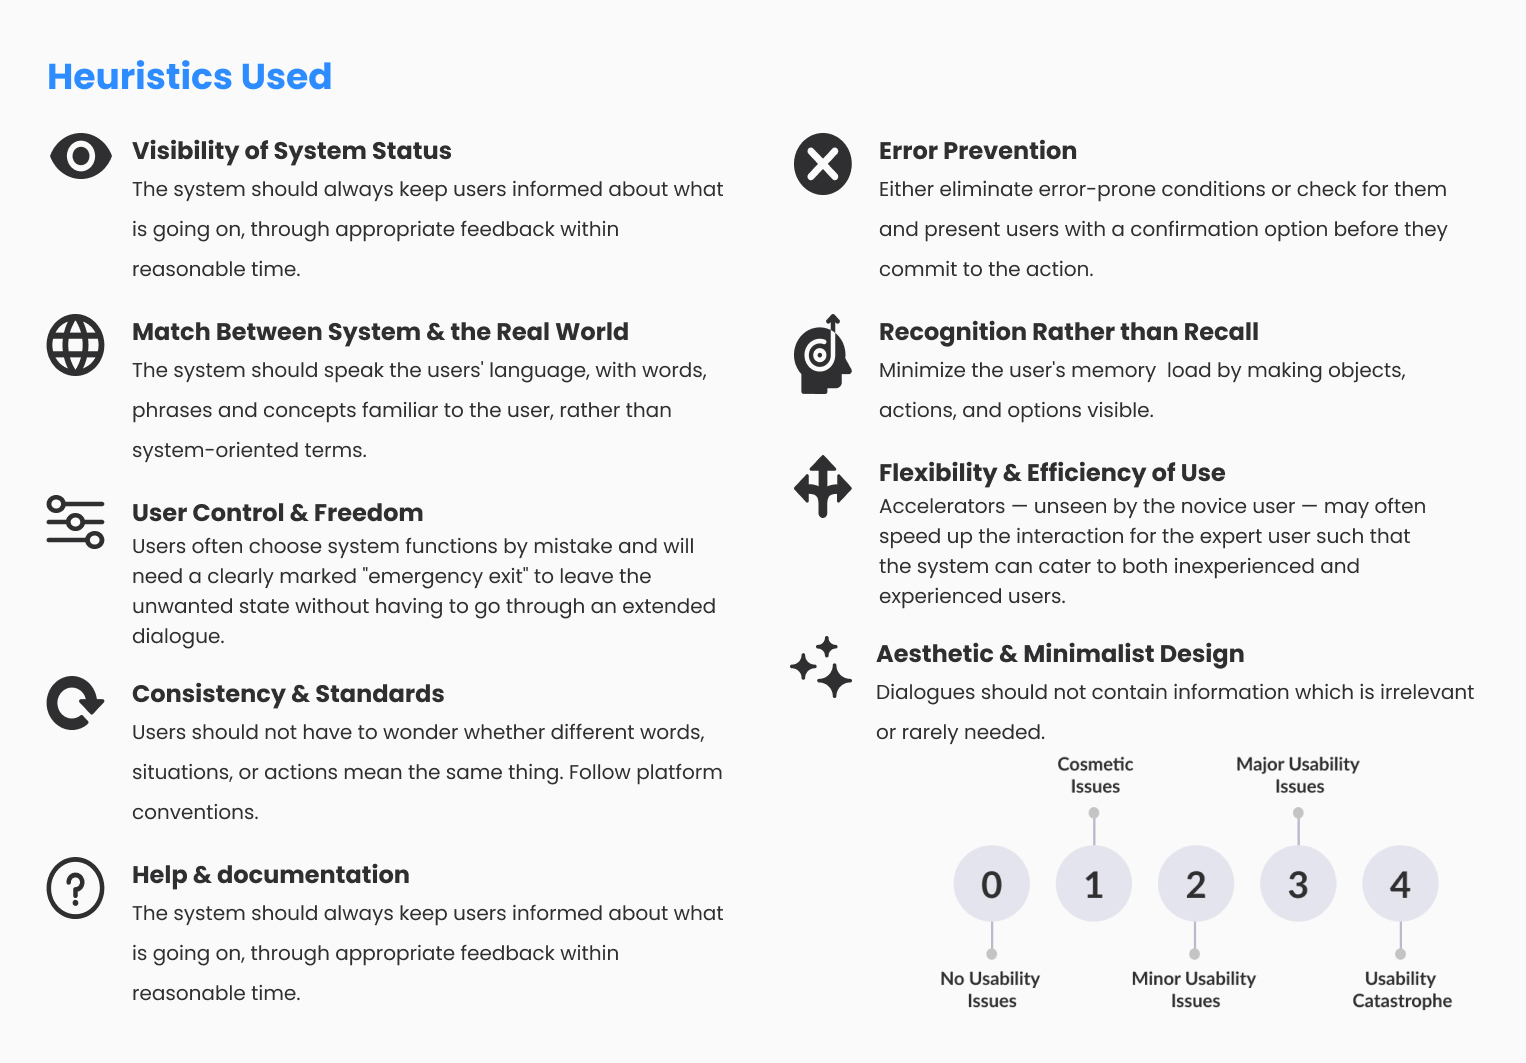 Heuristics Used
Visibility of System Status
The system should always keep users informed about what
is going on, through appropriate feedback within
reasonable time.
Match Between System & the Real World
The system should speak the users' language, with words,
phrases and concepts familiar to the user, rather than
system-oriented terms.
User Control & Freedom
Users often choose system functions by mistake and will
need a clearly marked "emergency exit" to leave the
unwanted state without having to go through an extended
dialogue.
Consistency & Standards
Users should not have to wonder whether different words,
situations, or actions mean the same thing. Follow platform
conventions.
Help & documentation
The system should always keep users informed about what
is going on, through appropriate feedback within
reasonable time.
Error Prevention
Either eliminate error-prone conditions or check for them
and present users with a confirmation option before they
commit to the action.
Recognition Rather than Recall
Minimize the user's memory  load by making objects,
actions, and options visible.
Flexibility & Efficiency of Use
Accelerators — unseen by the novice user — may often
speed up the interaction for the expert user such that
the system can cater to both inexperienced and
experienced users.
Aesthetic & Minimalist Design
Dialogues should not contain information which is irrelevant
or rarely needed.
Cosmetic
Issues
Major Usability
Issues
0 1 2 3 4
No Usability
Issues
Minor Usability
Issues
Usability
Catastrophe